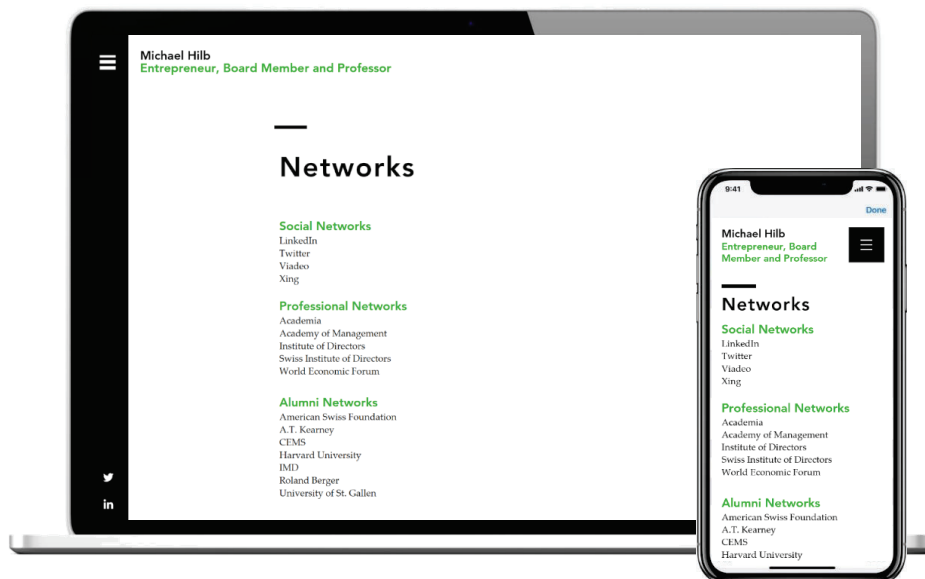 Michael Hilb
Entrepreneur, Board Member and Professor
Networks
Social Networks
LinkedIn
Twitter
Viadeo
Xing
Professional Networks
Academia
Academy of Management
Institute of Directors
Swiss Institute of Directors
World Economic Forum
Alumni Networks
American Swiss Foundation
A.T. Kearney
CEMS
Harvard University
IMD
Roland Berger
University of St. Gallen
in
9:41
Done
Michael Hilb
Entrepreneur, Board
Member and Professor
Networks
Social Networks
LinkedIn
Twitter
Viadeo
Xing
Professional Networks
Academia
Academy of Management
Institute of Directors
Swiss Institute of Directors
World Economic Forum
Alumni Networks
American Swiss Foundation
A.T. Kearney
CEMS
Harvard University